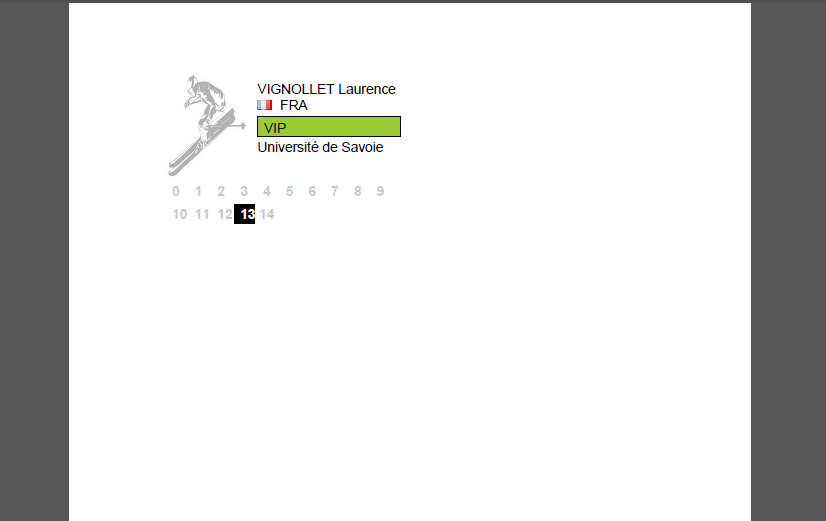 VIGNOLLET Laurence
FRA
VIP
Université de Savoie
0 1 2 3 4 5 6 7 8 9
10 11 12 13 14